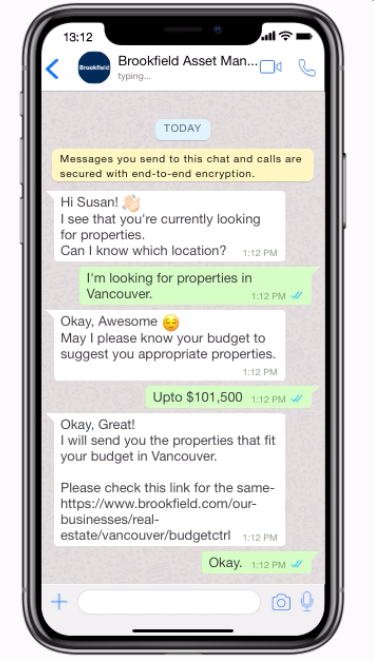 13:12
Brookfield Asset Man...
Brookfield
typing...
TODAY
Messages you send to this chat and calls are
secured with end-to-end encryption.
Hi Susan! 👋🏻
I see that you're currently looking
for properties.
Can I know which location? 1:12 PM
I'm looking for properties in
Vancouver. 1:12 PM
Okay, Awesome 😌
May I please know your budget to
suggest you appropriate properties.
1:12 PM
Upto $101,500 1:12 PM
Okay, Great!
I will send you the properties that fit
your budget in Vancouver.
Please check this link for the same-
https://www.brookfield.com/our-
businesses/real-
estate/vancouver/budgetctrl 1:12 PM
Okay. 1:12 PM